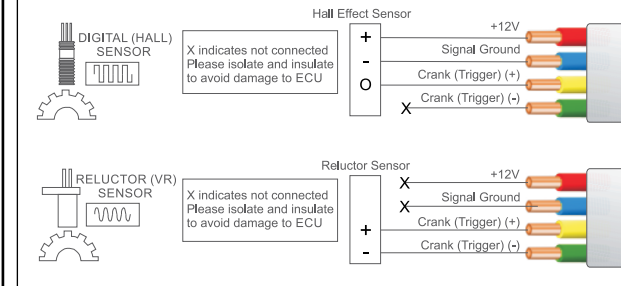 Hall Effect Sensor
DIGITAL (HALL)
SENSOR
X indicates not connected
Please isolate and insulate
to avoid damage to ECU
+
-
O
+12V
Signal Ground
Crank (Trigger) (+)
Crank (Trigger) (-)
X
Reluctor Sensor
RELUCTOR (VR)
SENSOR
X indicates not connected
Please isolate and insulate
to avoid damage to ECU
+
-
X
+12V
X
Signal Ground
Crank (Trigger) (+)
Crank (Trigger) (-)